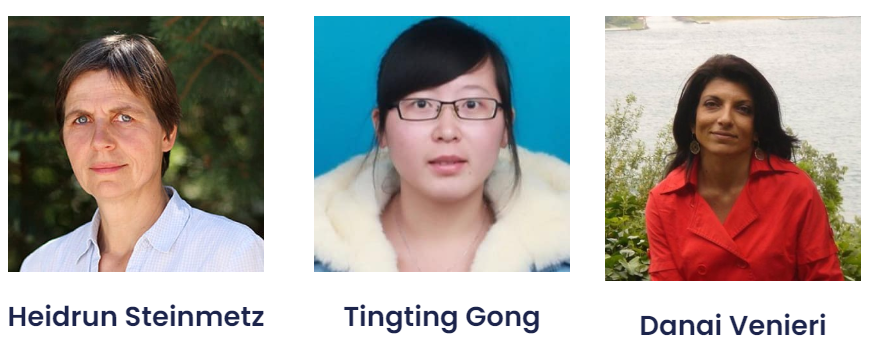 Heidrun Steinmetz
Tingting Gong
Danai Venieri